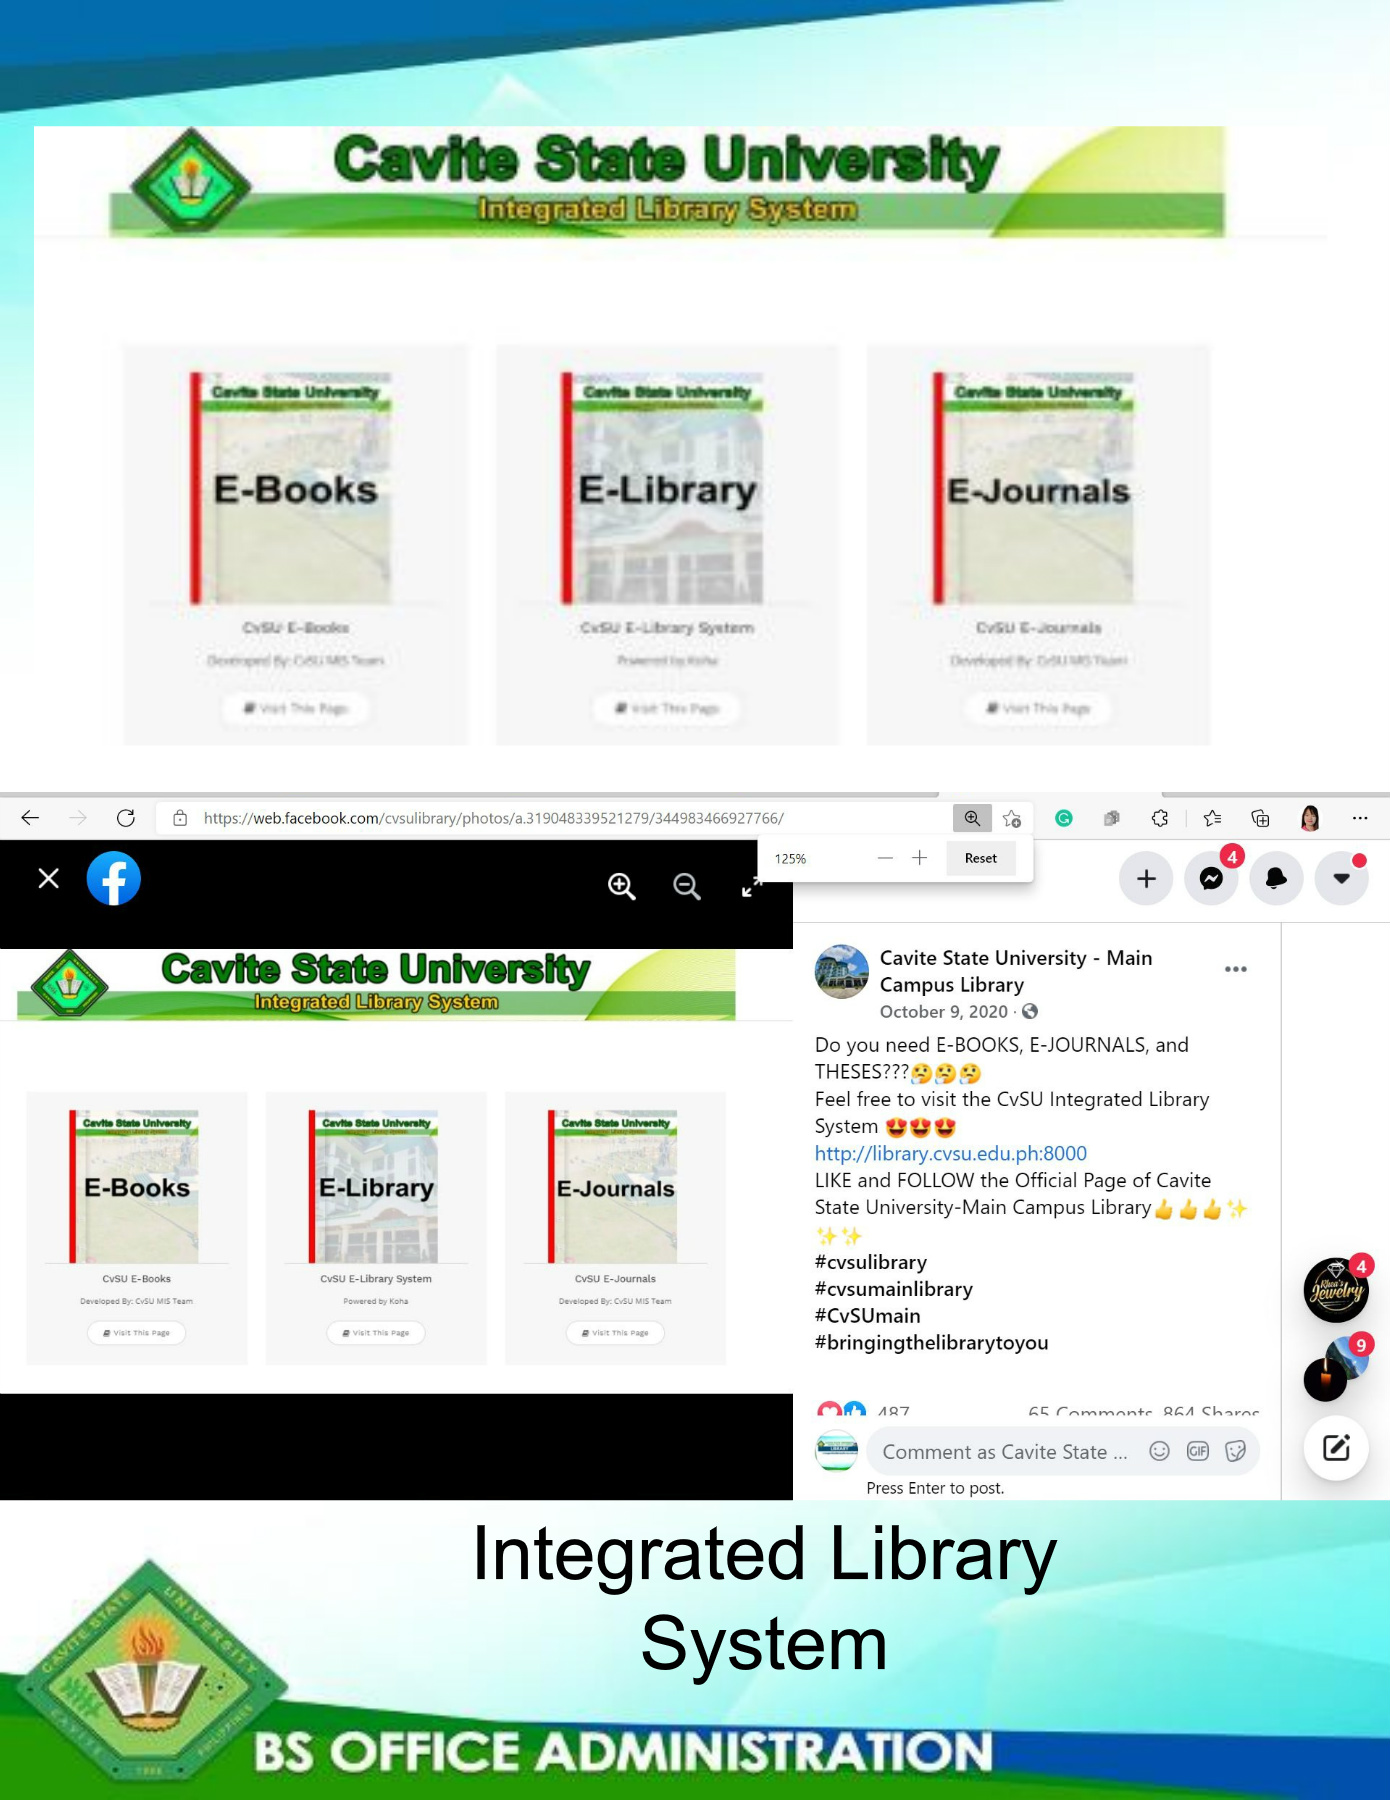 Cavite State University
Integrated Library System
Cavite State University
Cavite State University
Cavite State University
E-Books
E-Library
E-Journals
CvSU E-Books
CvSU E-Library System
CvSU E-Journals
Developed By: CvSU MIS Team
Powered by Koha
Developed By: CvSU MIS Team
Visit This Page
Visit This Page
Visit This Page
https://web.facebook.com/cvsulibrary/photos/a.319048339521279/344983466927766/
125%
Reset
4
Cavite State University
Integrated Library System
Cavite State University
Cavite State University
Cavite State University
E-Books
E-Library
E-Journals
CvSU E-Books
CvSU E-Library System
CvSU E-Journals
Developed By: CvSU MIS Team
Powered by Koha
Developed By: CvSU MIS Team
Visit This Page
Visit This Page
Visit This Page
Cavite State University - Main
Campus Library
October 9, 2020 ·
Do you need E-BOOKS, E-JOURNALS, and
THESES???🤔🤔🤔
Feel free to visit the CvSU Integrated Library
System 😍😍😍
http://library.cvsu.edu.ph:8000
LIKE and FOLLOW the Official Page of Cavite
State University-Main Campus Library👍👍👍✨
✨✨
#cvsulibrary
#cvsumainlibrary
#CvSUmain
#bringingthelibrarytoyou
487
65 Comments 864 Shares
Comment as Cavite State ...
GIF
Press Enter to post.
4
Jewelry
9
Integrated Library
System
CAVITE STATE UNIVERSITY
CAVITE PHILIPPINES
BS OFFICE ADMINISTRATION